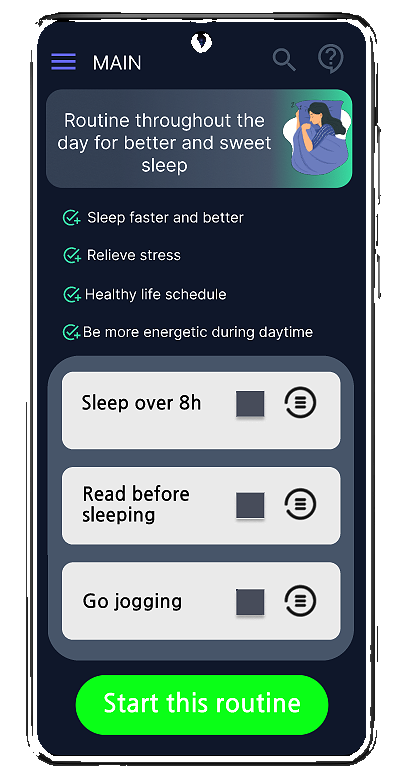 MAIN
Routine throughout the
day for better and sweet
sleep
Sleep faster and better
Relieve stress
Healthy life schedule
Be more energetic during daytime
Sleep over 8h
Read before
sleeping
Go jogging
Start this routine